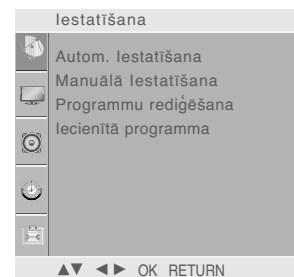 Iestatīšana
Autom. Iestatīšana
Manuālā Iestatīšana
Programmu rediģēšana
Iecienītā programma
▲▼ ◄► OK RETURN